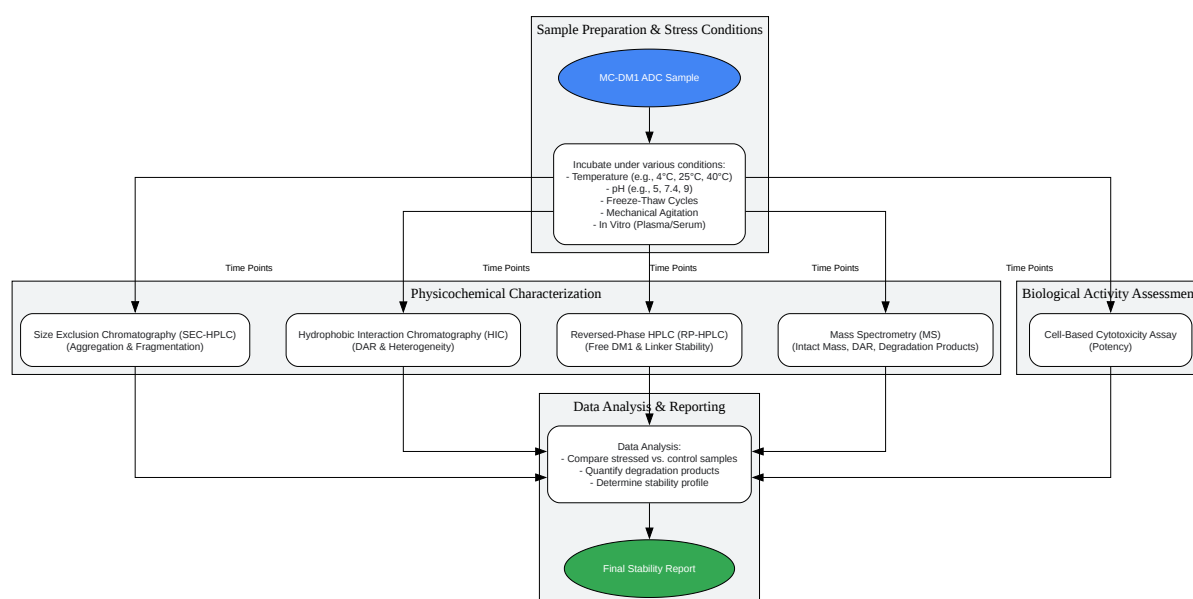 Sample Preparation & Stress Conditions
MC-DM1 ADC Sample
Incubate under various conditions:
- Temperature (e.g., 4°C, 25°C, 40°C)
- pH (e.g., 5, 7.4, 9)
- Freeze-Thaw Cycles
- Mechanical Agitation
- In Vitro (Plasma/Serum)
Time Points
Time Points
Time Points
Time Points
Time Points
Physicochemical Characterization
Biological Activity Assessment
Size Exclusion Chromatography (SEC-HPLC)
(Aggregation & Fragmentation)
Hydrophobic Interaction Chromatography (HIC)
(DAR & Heterogeneity)
Reversed-Phase HPLC (RP-HPLC)
(Free DM1 & Linker Stability)
Mass Spectrometry (MS)
(Intact Mass, DAR, Degradation Products)
Cell-Based Cytotoxicity Assay
(Potency)
Data Analysis & Reporting
Data Analysis:
- Compare stressed vs. control samples
- Quantify degradation products
- Determine stability profile
Final Stability Report